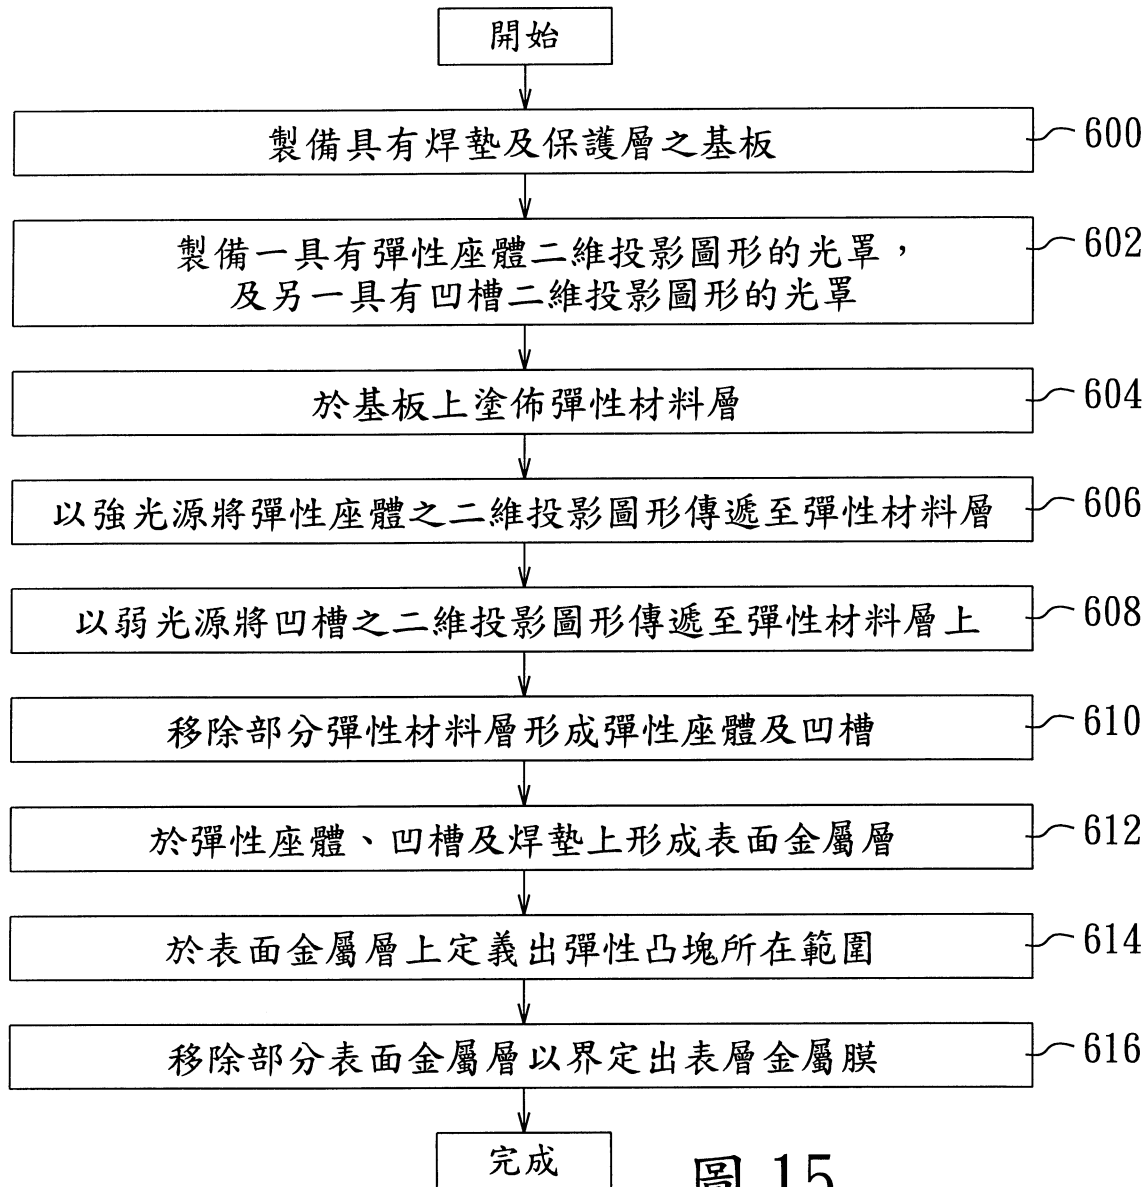 開始
製備具有焊墊及保護層之基板
600
製備一具有彈性座體二維投影圖形的光罩，
及另一具有凹槽二維投影圖形的光罩
602
於基板上塗佈彈性材料層
604
以強光源將彈性座體之二維投影圖形傳遞至彈性材料層
606
以弱光源將凹槽之二維投影圖形傳遞至彈性材料層上
608
移除部分彈性材料層形成彈性座體及凹槽
610
於彈性座體、凹槽及焊墊上形成表面金屬層
612
於表面金屬層上定義出彈性凸塊所在範圍
614
移除部分表面金屬層以界定出表層金屬膜
616
完成
圖 15